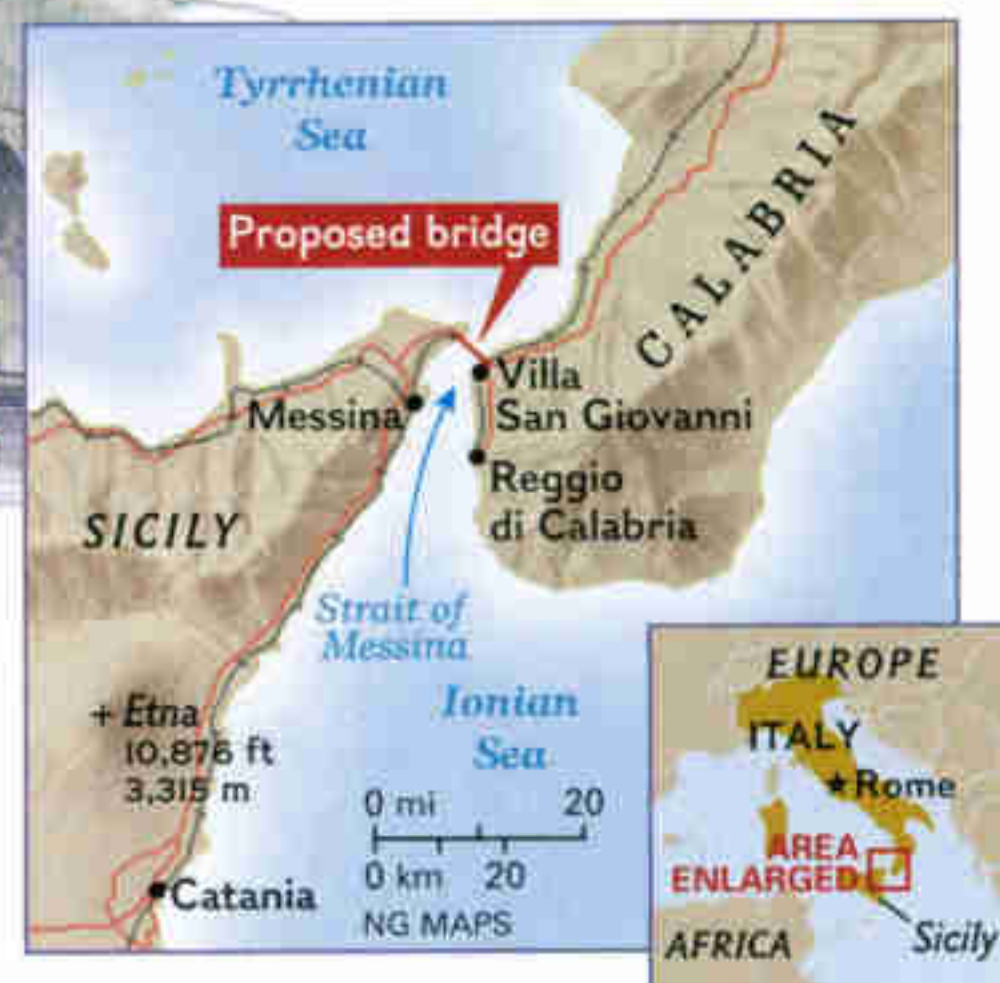 Tyrrhenian
Sea
Proposed bridge
CALABRIA
Villa
San Giovanni
Messina
Reggio
di Calabria
SICILY
Strait of
Messina
Ionian
Sea
+ Etna
10,876 ft
3,315 m
0 mi 20
0 km 20
NG MAPS
Catania
EUROPE
ITALY
Rome
AREA
ENLARGED
AFRICA
Sicily